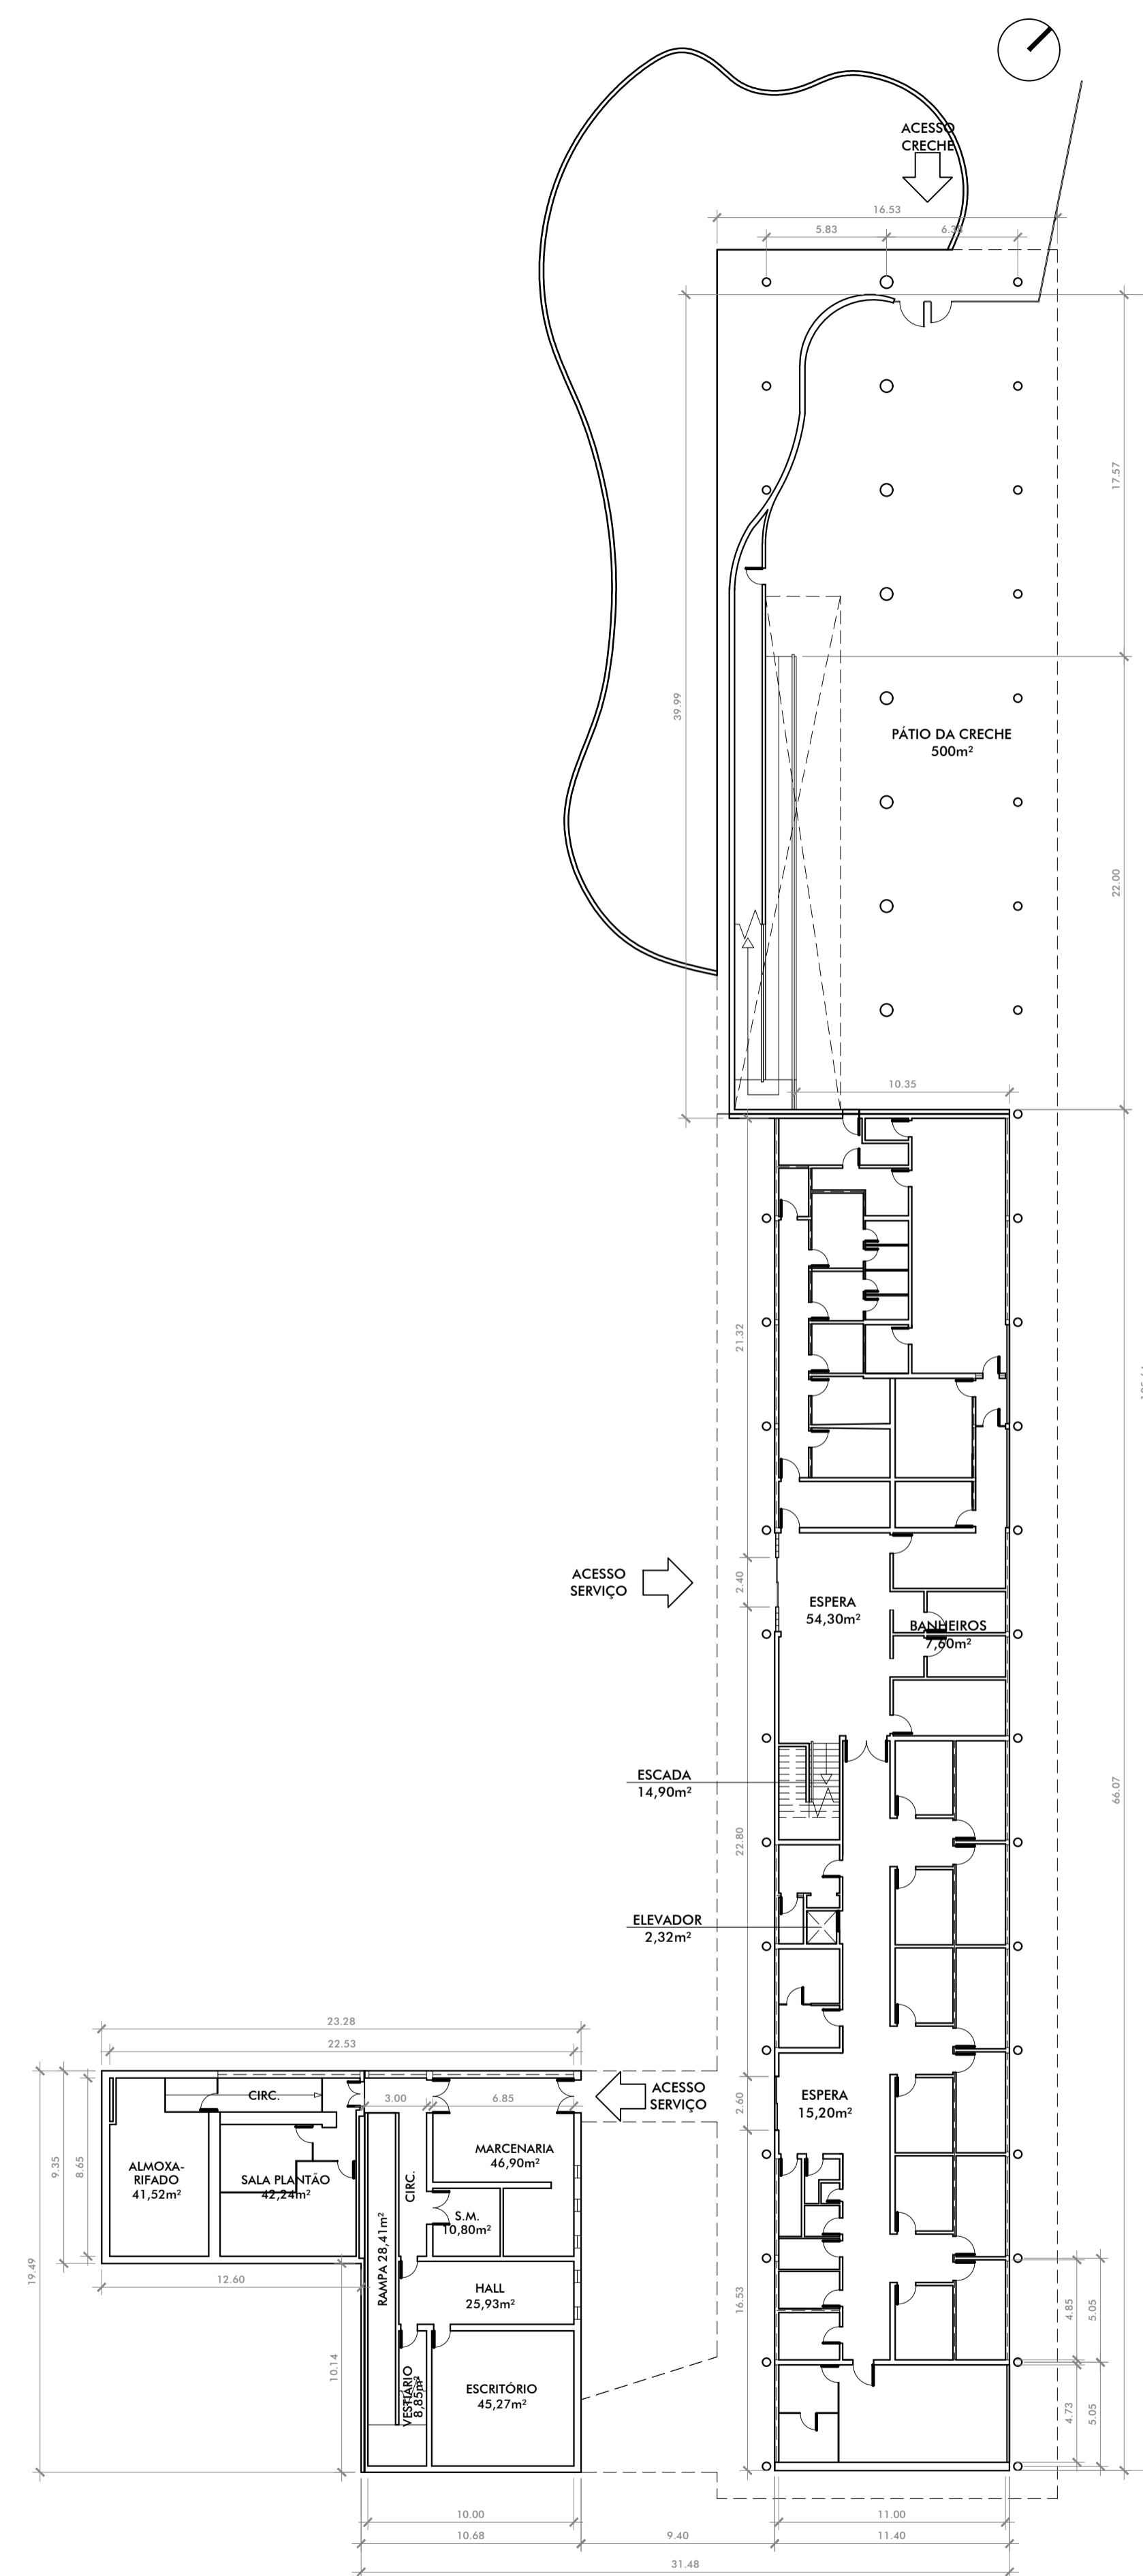 ACESSO
CRECHE
16.53
5.83
17.57
39.99
PÁTIO DA CRECHE
500m²
22.00
10.35
21.32
ACESSO
SERVIÇO
2.40
ESPERA
54,30m²
BANHEIROS
7,60m²
ESCADA
14,90m²
66.07
22.80
ELEVADOR
2,32m²
23.28
22.53
ACESSO
SERVIÇO
CIRC.
3.00
6.85
2.60
ESPERA
15,20m²
9.35
8.65
ALMOXA-
RIFADO
41,52m²
SALA PLANTÃO
42,24m²
MARCENARIA
46,90m²
CIRC.
S.M.
10,80m²
RAMPA 28,41m²
19.49
12.60
HALL
25,93m²
16.53
4.85
5.05
10.14
VESTIÁRIO
8,85m²
ESCRITÓRIO
45,27m²
4.73
5.05
10.00
11.00
10.68
9.40
11.40
31.48